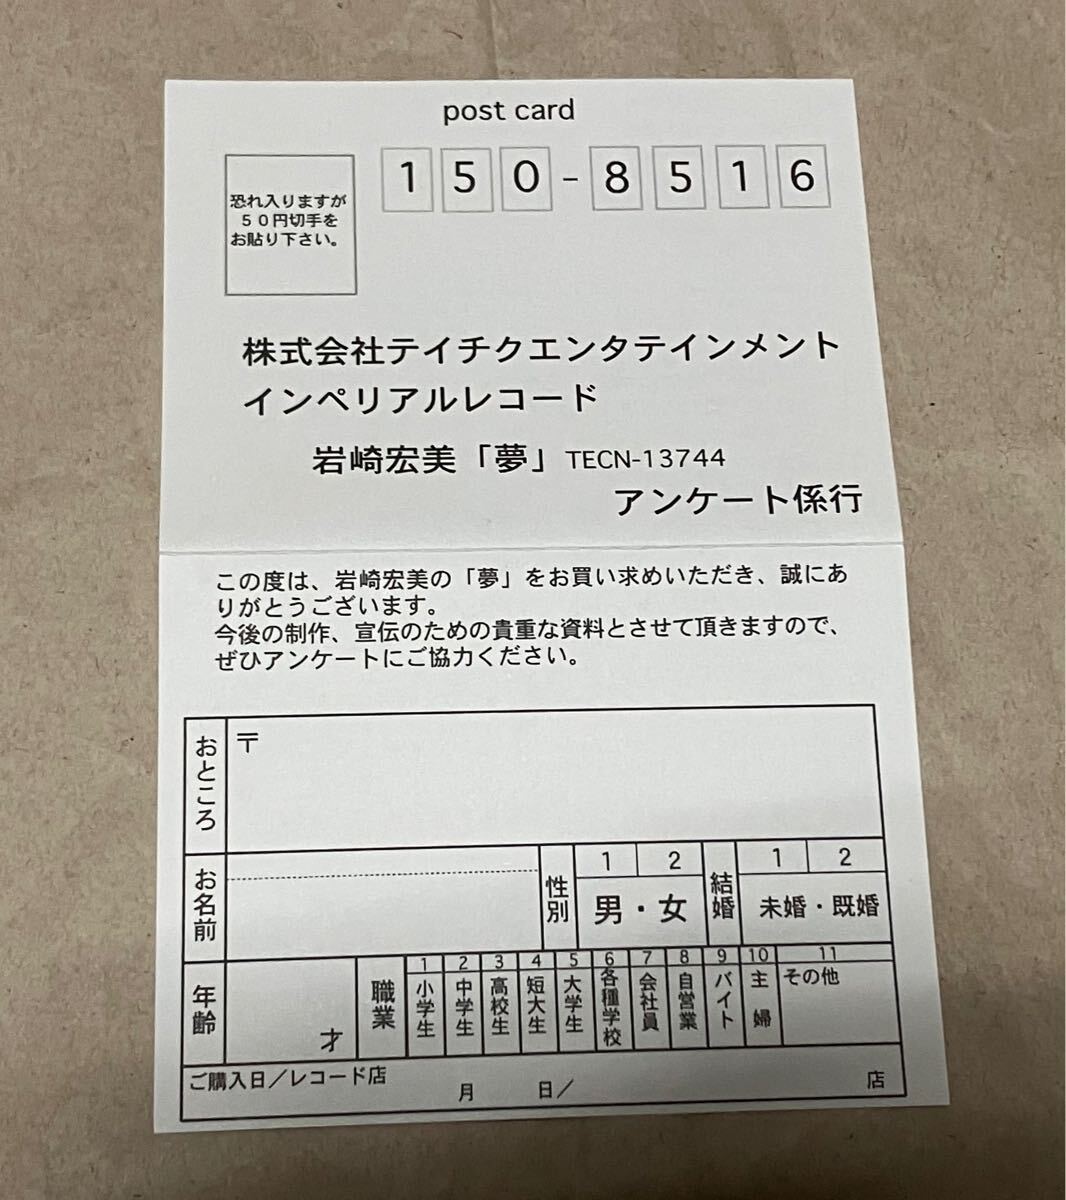 post card
150-8516
恐れ入りますが
50円切手を
お貼り下さい。
株式会社テイチクエンタテインメント
インペリアルレコード
岩崎宏美「夢」TECN-13744
アンケート係行
この度は、岩崎宏美の「夢」をお買い求めいただき、誠にあ
りがとうございます。
今後の制作、宣伝のための貴重な資料とさせて頂きますので、
ぜひアンケートにご協力ください。
おところ
〒
お名前
性別
1 2
男・女
結婚
1 2
未婚・既婚
年齢
才
職業
1 小学生
2 中学生
3 高校生
4 短大生
5 大学生
6 各種学校
7 会社員
8 自営業
9 バイト
10 主婦
11 その他
ご購入日／レコード店
月 日／ 店